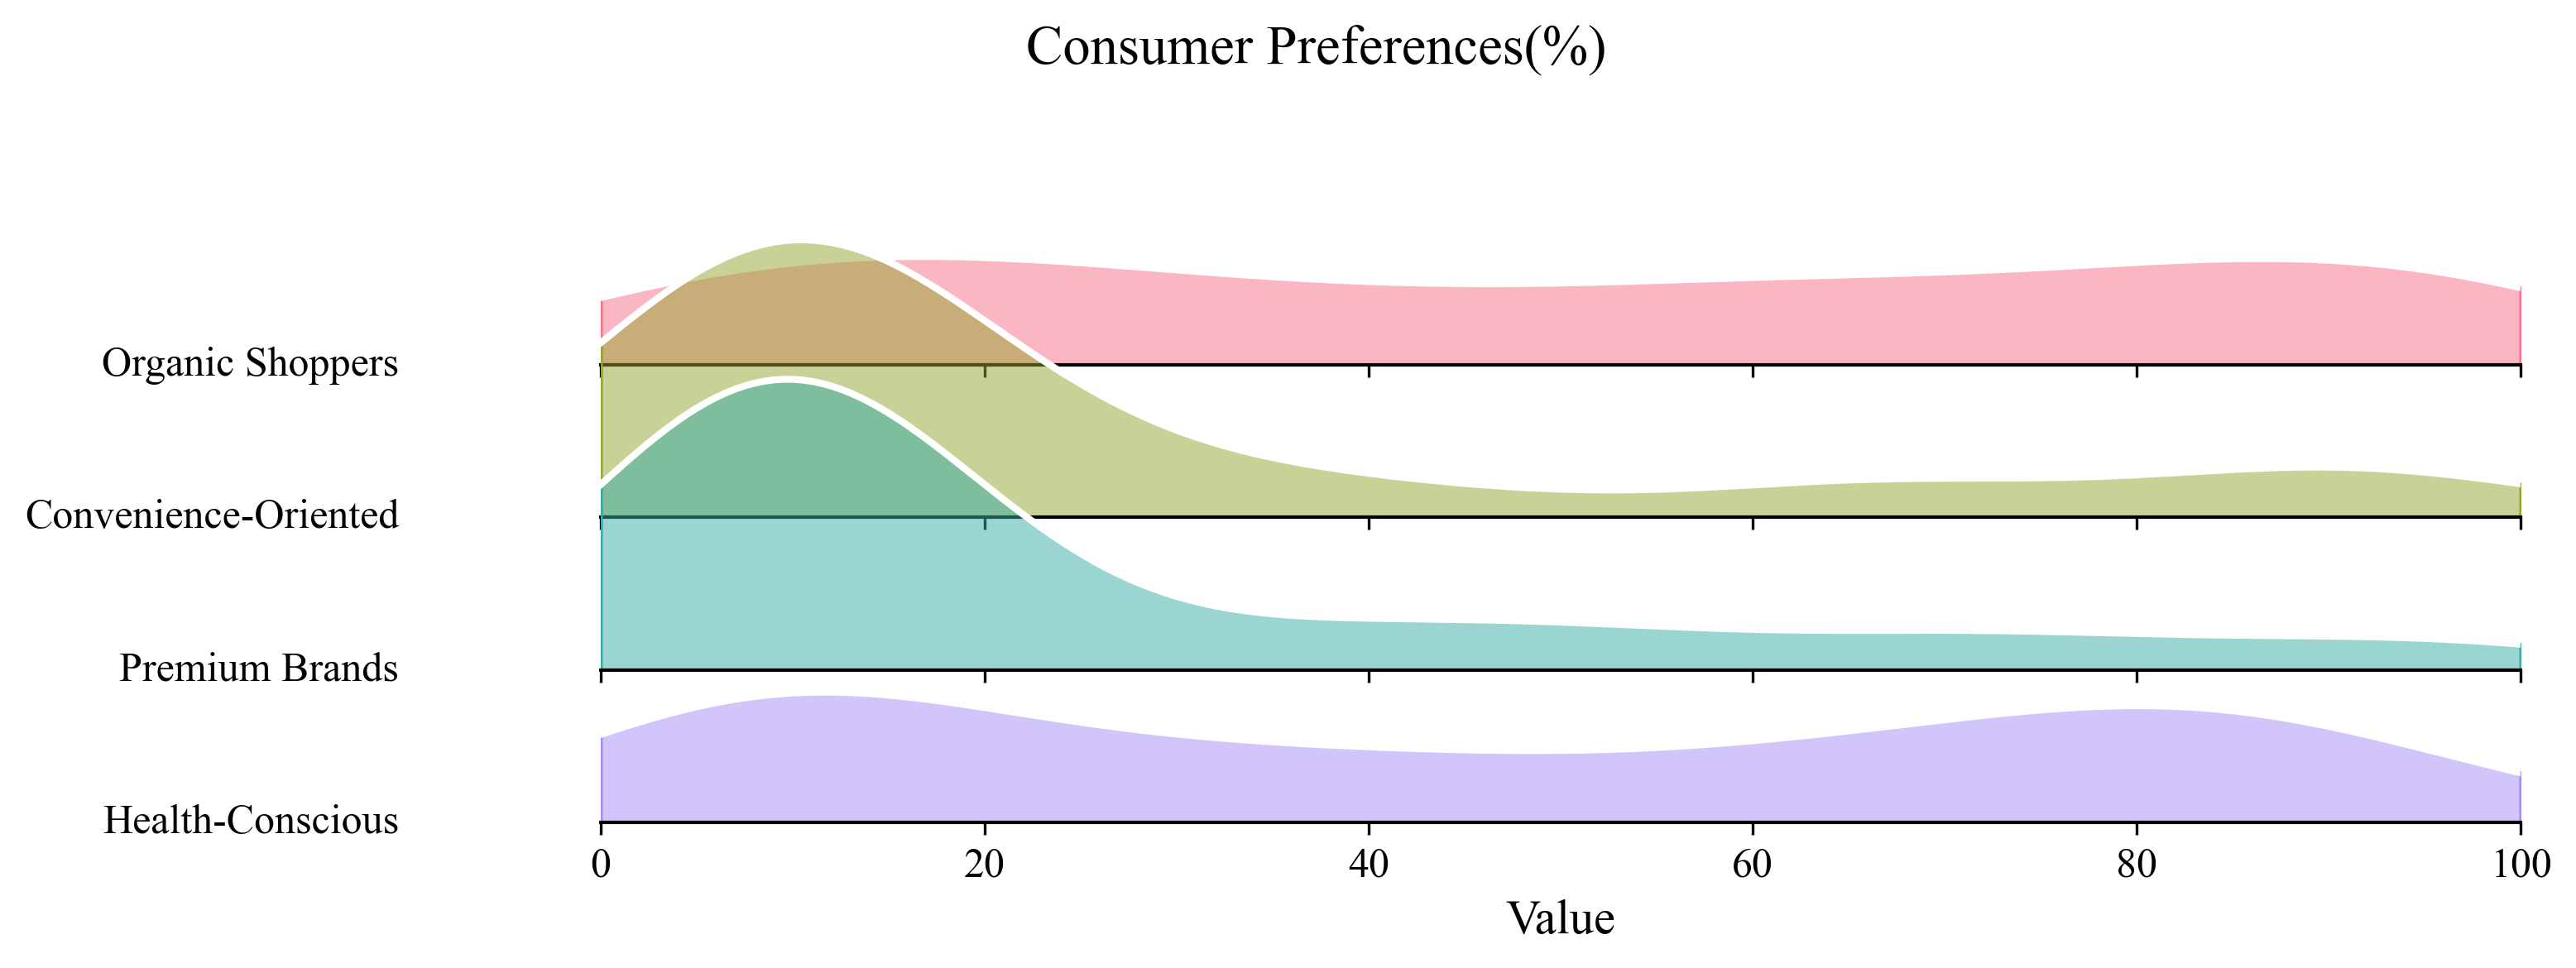 Consumer Preferences(%)
Organic Shoppers
Convenience-Oriented
Premium Brands
Health-Conscious
0 20 40 60 80 100
Value